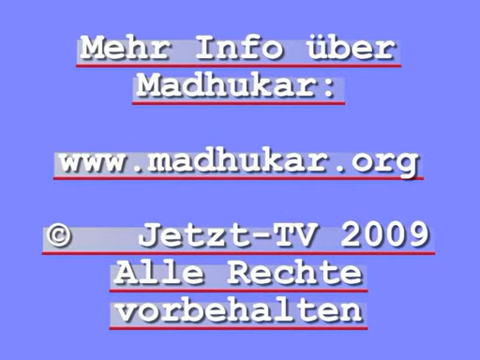 Mehr Info über
Madhukar:
www.madhukar.org
© Jetzt-TV 2009
Alle Rechte
vorbehalten